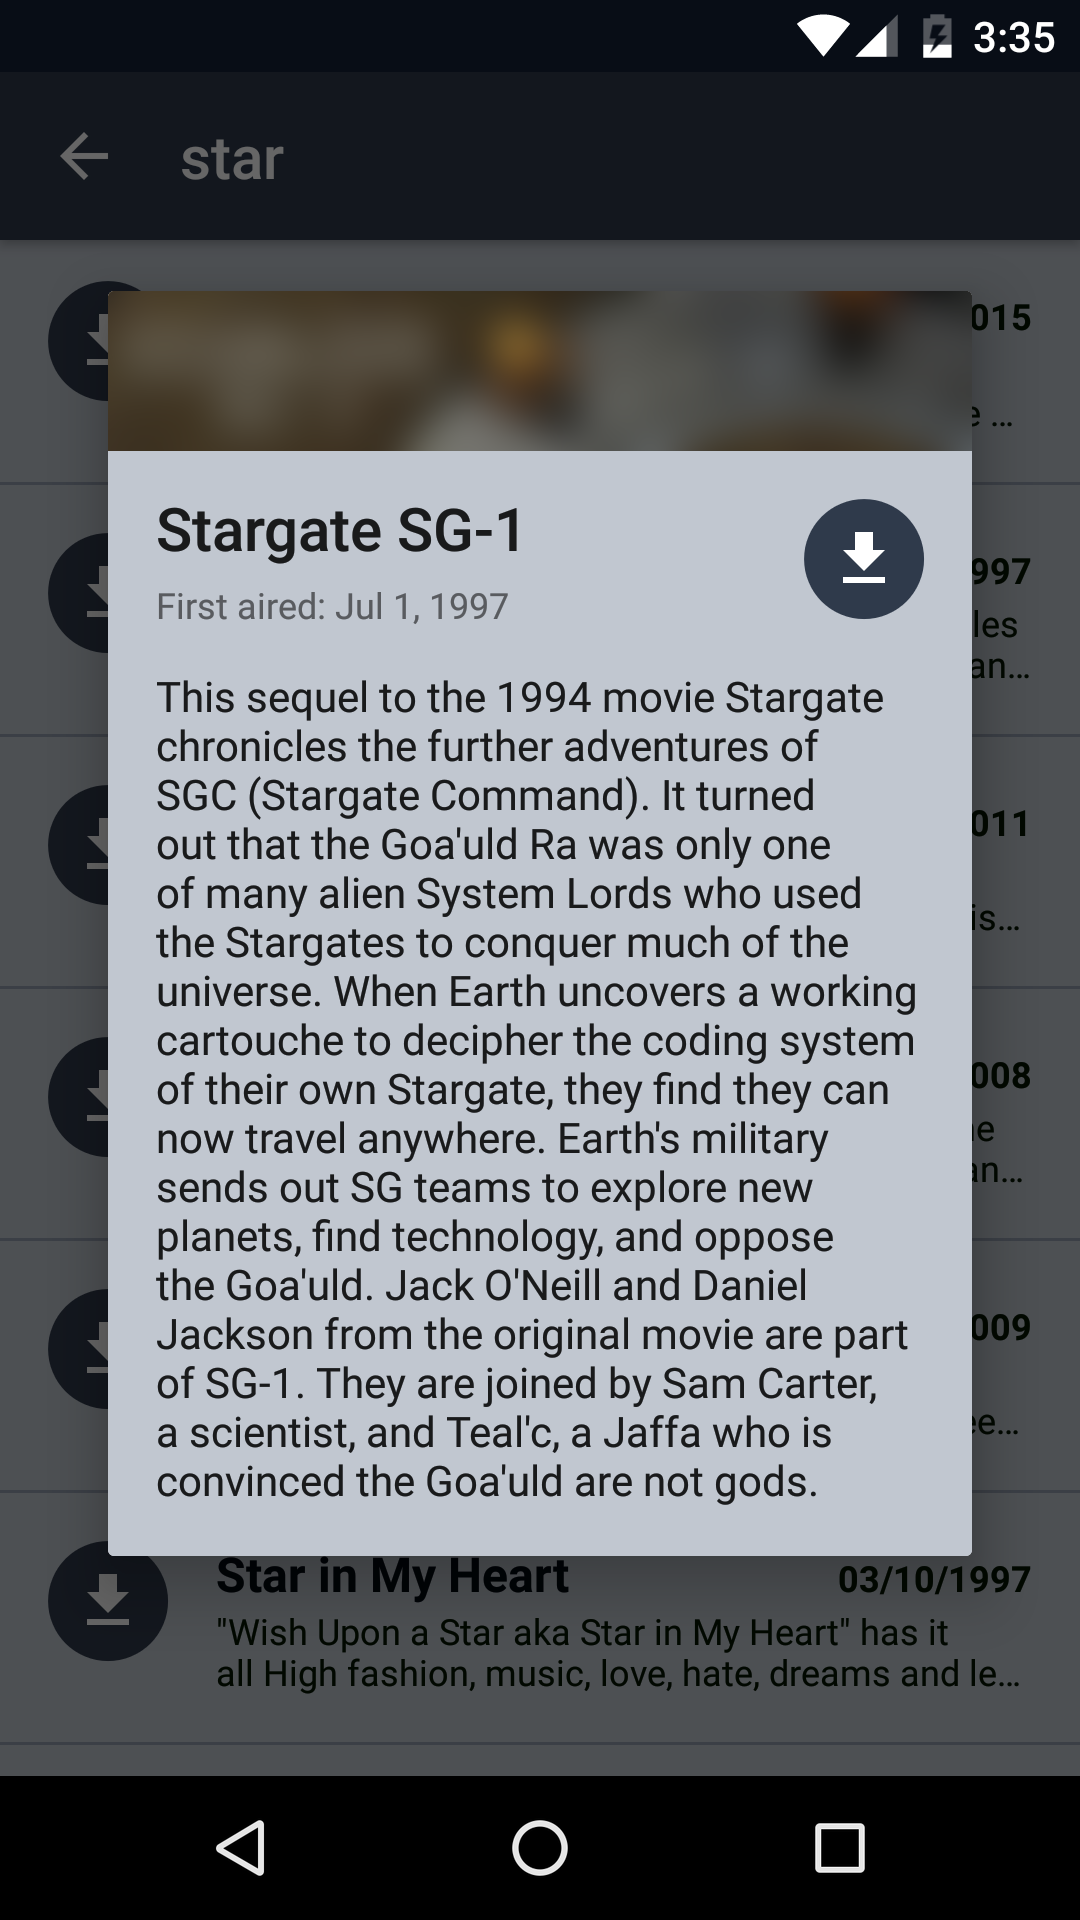 3:35
star
015
e …
Stargate SG-1
First aired: Jul 1, 1997
997
les
an…
This sequel to the 1994 movie Stargate
chronicles the further adventures of
SGC (Stargate Command). It turned
out that the Goa'uld Ra was only one
of many alien System Lords who used
the Stargates to conquer much of the
universe. When Earth uncovers a working
cartouche to decipher the coding system
of their own Stargate, they find they can
now travel anywhere. Earth's military
sends out SG teams to explore new
planets, find technology, and oppose
the Goa'uld. Jack O'Neill and Daniel
Jackson from the original movie are part
of SG-1. They are joined by Sam Carter,
a scientist, and Teal'c, a Jaffa who is
convinced the Goa'uld are not gods.
011
is…
008
ne
an…
009
ee…
Star in My Heart 03/10/1997
"Wish Upon a Star aka Star in My Heart" has it
all High fashion, music, love, hate, dreams and le…